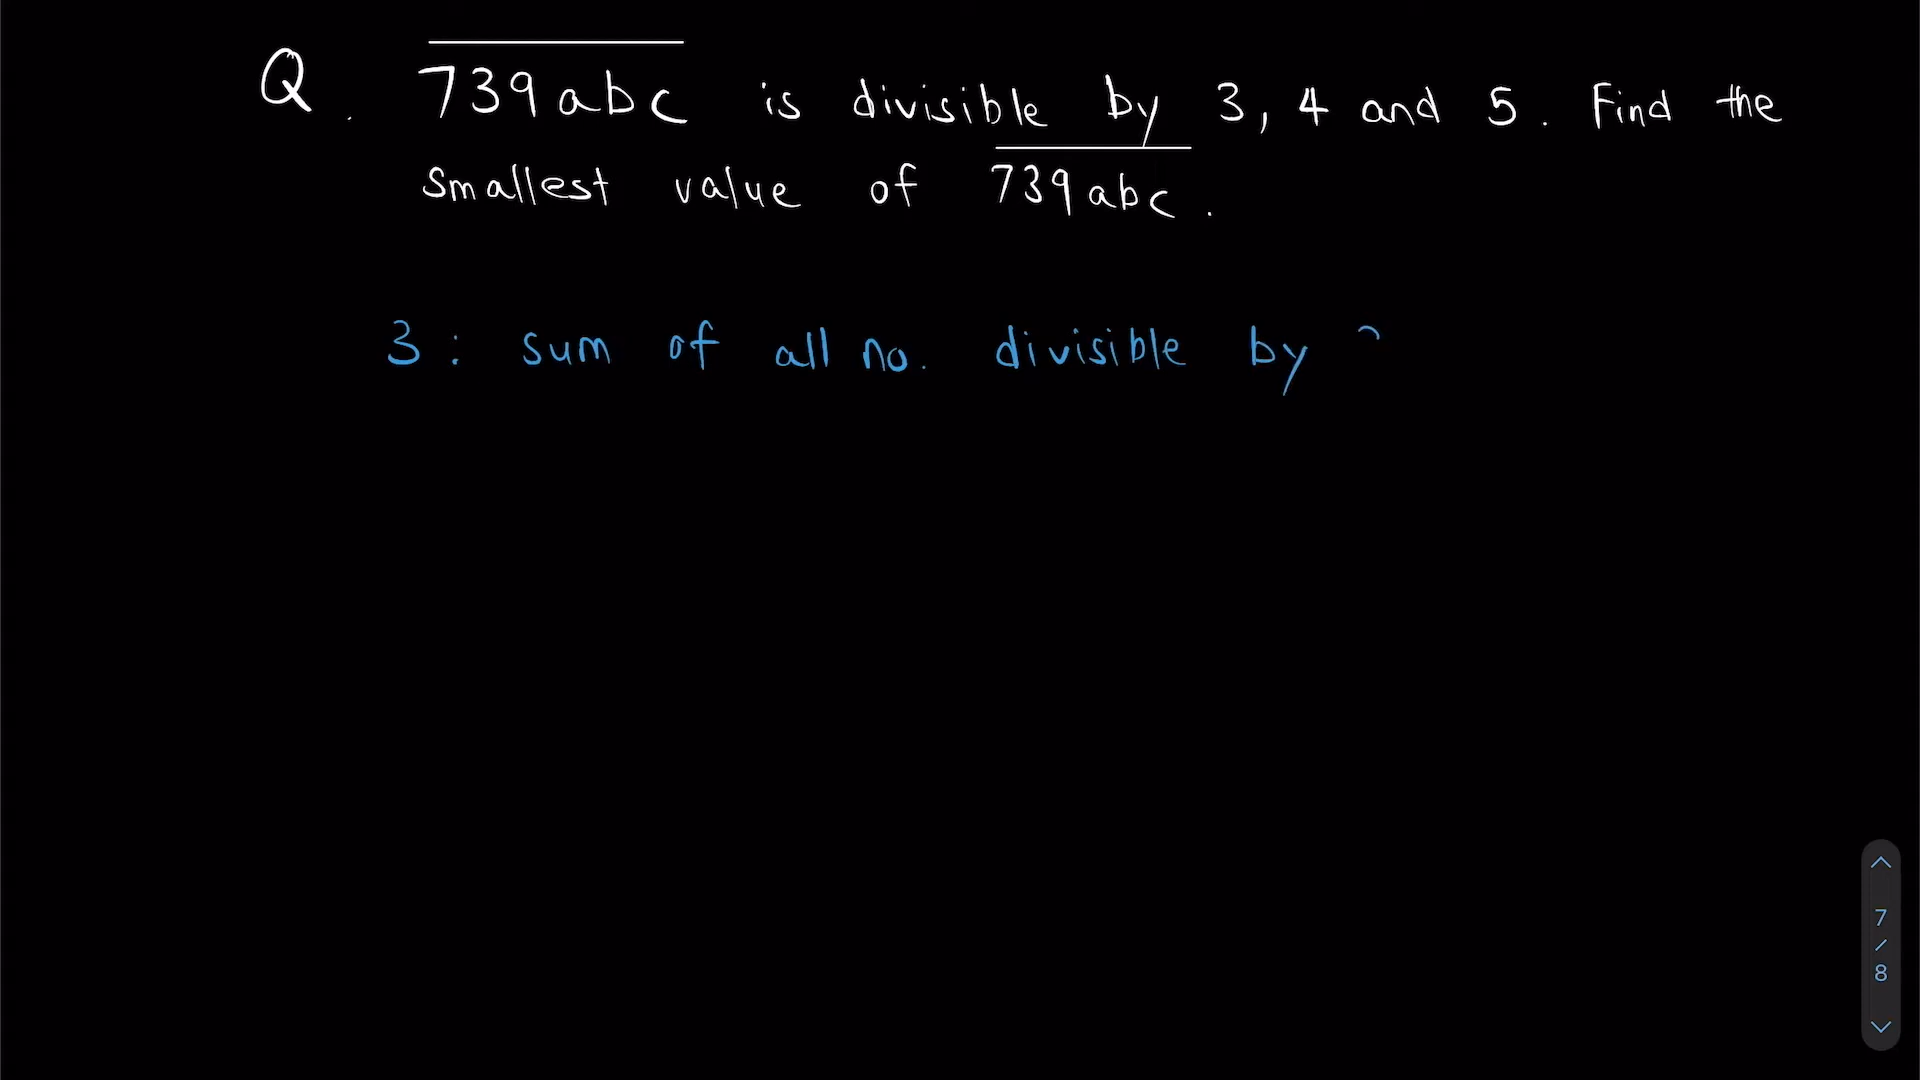 Q. 739abc is divisible by 3, 4 and 5. Find the
smallest value of 739abc.
3: sum of all no. divisible by
7
/
8